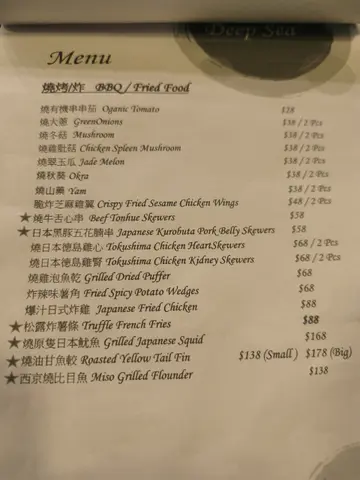 Deep Sea
Menu
燒烤/炸 BBQ / Fried Food
燒有機串串茄 Oganic Tomato $28
燒大蔥 GreenOnions $38 / 2 Pcs
燒冬菇 Mushroom $38 / 2 Pcs
燒雞髀菇 Chicken Spleen Mushroom $38 / 2 Pcs
燒翠玉瓜 Jade Melon $38 / 2 Pcs
燒秋葵 Okra $38 / 2 Pcs
燒山藥 Yam $38 / 2 Pcs
脆炸芝麻雞翼 Crispy Fried Sesame Chicken Wings $48 / 2 Pcs
★燒牛舌心串 Beef Tonhue Skewers $58
★日本黑豚五花腩串 Japanese Kurobuta Pork Belly Skewers $58
燒日本德島雞心 Tokushima Chicken HeartSkewers $68 / 2 Pcs
燒日本德島雞腎 Tokushima Chicken Kidney Skewers $68 / 2 Pcs
燒雞泡魚乾 Grilled Dried Puffer $68
炸辣味薯角 Fried Spicy Potato Wedges $68
爆汁日式炸雞 Japanese Fried Chicken $88
★松露炸薯條 Truffle French Fries $88
★燒原隻日本魷魚 Grilled Japanese Squid $168
★燒油甘魚鮫 Roasted Yellow Tail Fin $138 (Small) $178 (Big)
★西京燒比目魚 Miso Grilled Flounder $138